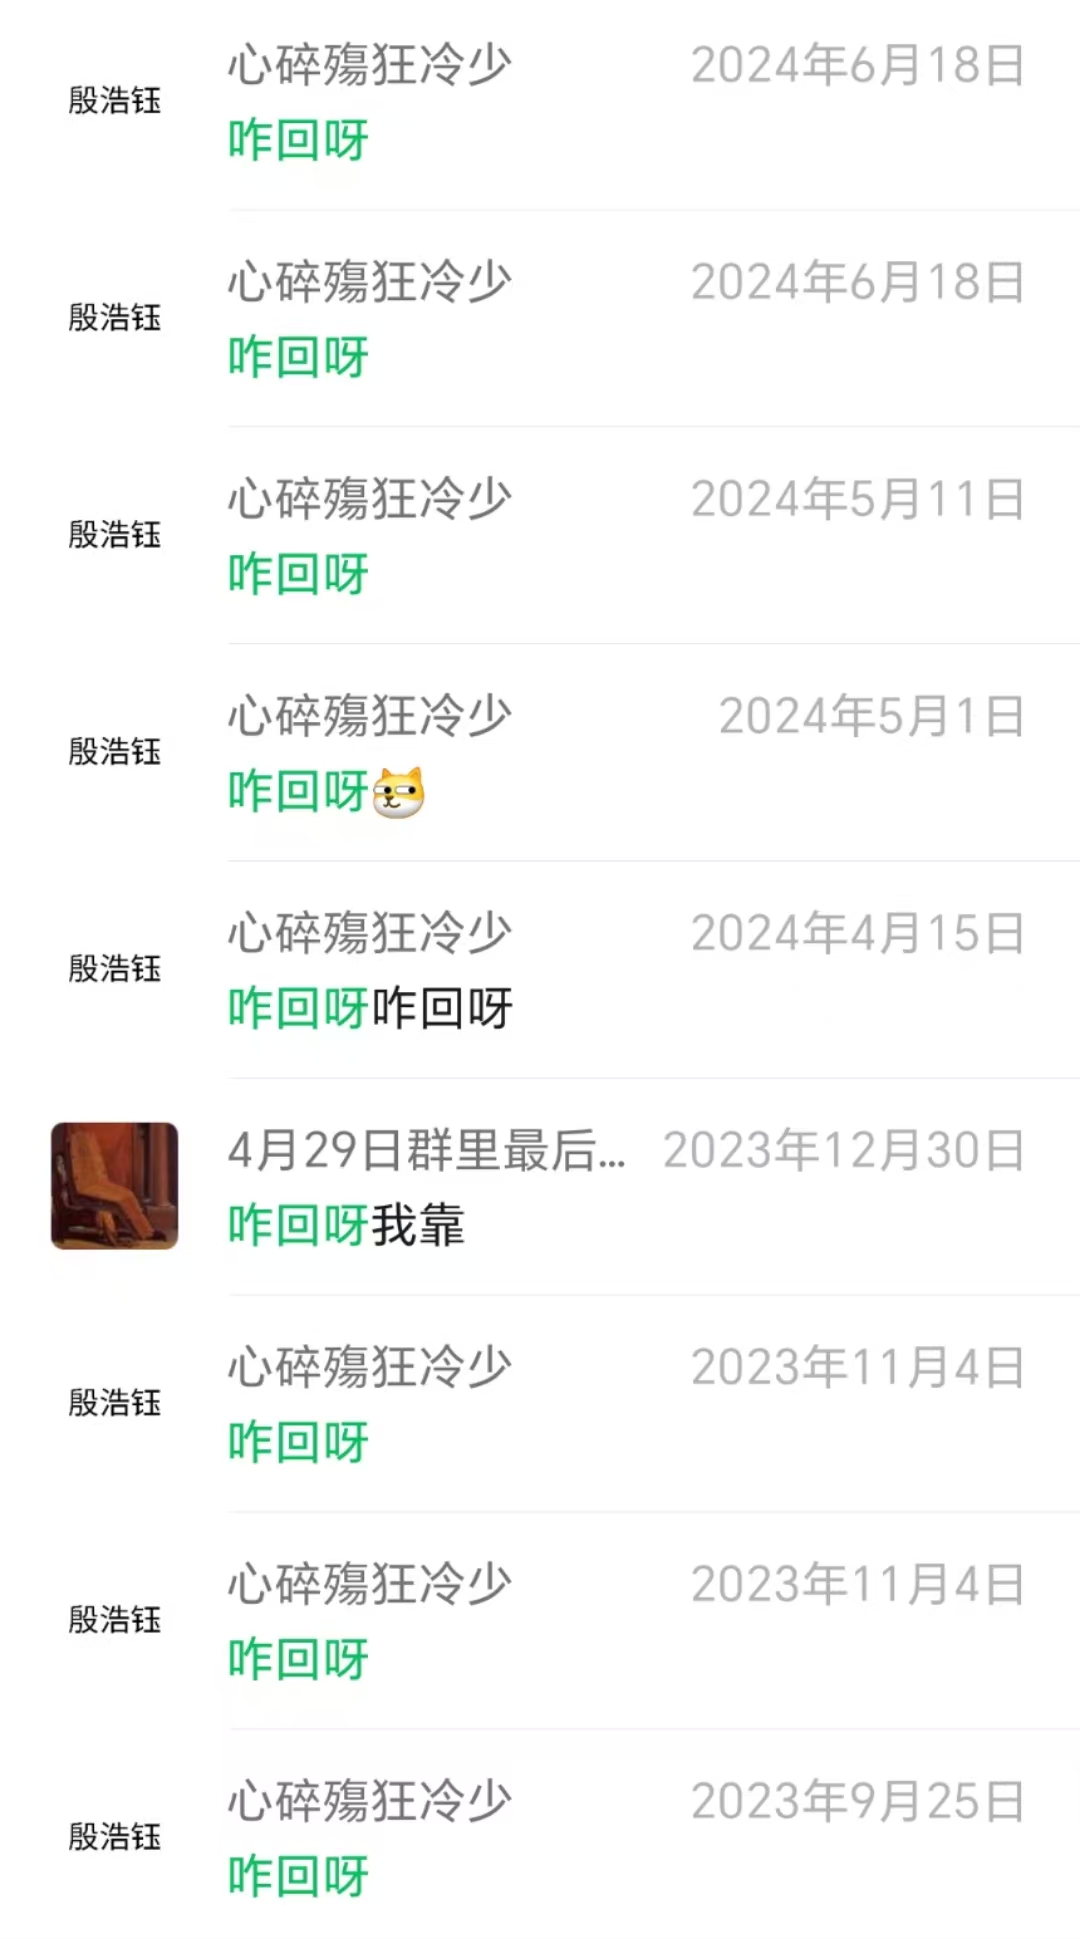 心碎殤狂冷少 2024年6月18日
殷浩钰
咋回呀
心碎殤狂冷少 2024年6月18日
殷浩钰
咋回呀
心碎殤狂冷少 2024年5月11日
殷浩钰
咋回呀
心碎殤狂冷少 2024年5月1日
殷浩钰
咋回呀
心碎殤狂冷少 2024年4月15日
殷浩钰
咋回呀咋回呀
4月29日群里最后... 2023年12月30日
咋回呀我靠
心碎殤狂冷少 2023年11月4日
殷浩钰
咋回呀
心碎殤狂冷少 2023年11月4日
殷浩钰
咋回呀
心碎殤狂冷少 2023年9月25日
殷浩钰
咋回呀